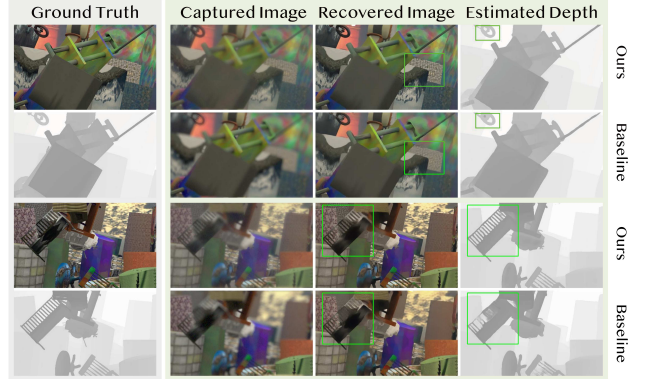 Ground Truth Captured Image Recovered Image Estimated Depth
Ours
Baseline
Ours
Baseline